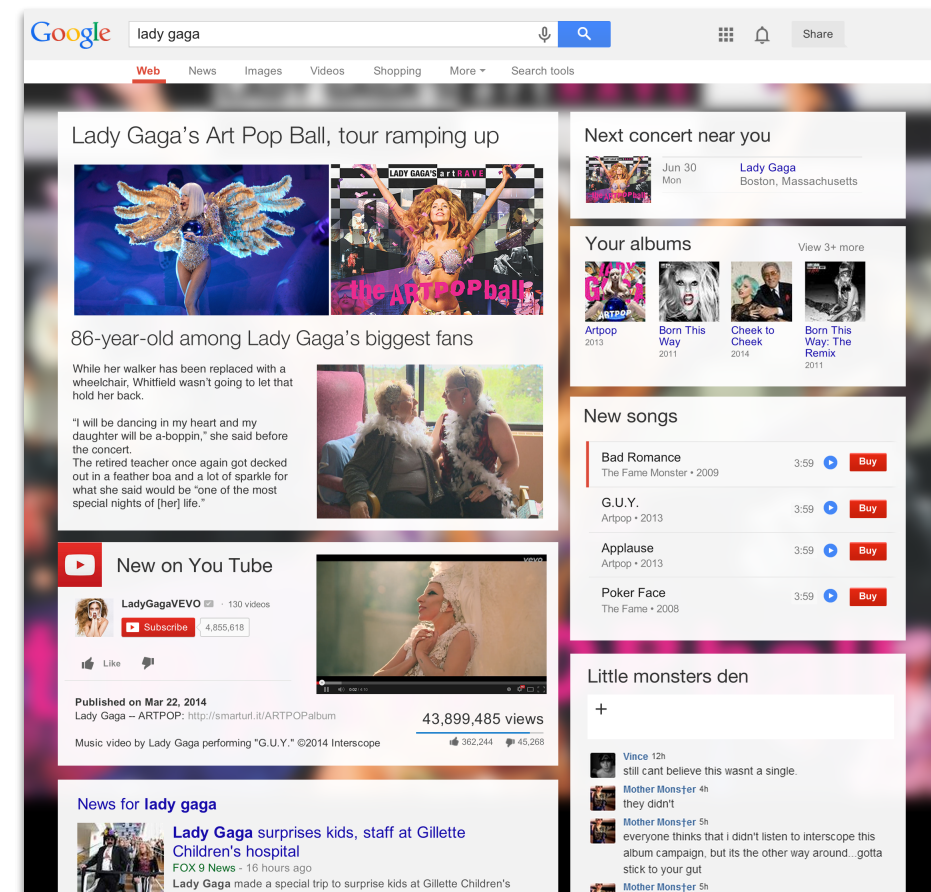 Google
lady gaga
Share
Web News Images Videos Shopping More Search tools
Lady Gaga's Art Pop Ball, tour ramping up
LADY GAGA'S artRAVE
the ARTPOP ball
86-year-old among Lady Gaga's biggest fans
While her walker has been replaced with a
wheelchair, Whitfield wasn't going to let that
hold her back.
“I will be dancing in my heart and my
daughter will be a-boppin,” she said before
the concert.
The retired teacher once again got decked
out in a feather boa and a lot of sparkle for
what she said would be “one of the most
special nights of [her] life.”
New on You Tube
LadyGagaVEVO · 130 videos
Subscribe 4,855,618
Like
vevo
Published on Mar 22, 2014
Lady Gaga – ARTPOP: http://smarturl.it/ARTPOPalbum
43,899,485 views
Music video by Lady Gaga performing "G.U.Y." ©2014 Interscope
362,244 45,268
News for lady gaga
Lady Gaga surprises kids, staff at Gillette
Children's hospital
FOX 9 News - 16 hours ago
Lady Gaga made a special trip to surprise kids at Gillette Children's
Next concert near you
Jun 30 Lady Gaga
Mon Boston, Massachusetts
Your albums View 3+ more
Artpop
2013
Born This
Way
2011
Cheek to
Cheek
2014
Born This
Way: The
Remix
2011
New songs
Bad Romance
The Fame Monster • 2009
3:59 Buy
G.U.Y.
Artpop • 2013
3:59 Buy
Applause
Artpop • 2013
3:59 Buy
Poker Face
The Fame • 2008
3:59 Buy
Little monsters den
+
Vince 12h
still cant believe this wasnt a single.
Mother Mons†er 4h
they didn't
Mother Mons†er 5h
everyone thinks that i didn't listen to interscope this
album campaign, but its the other way around...gotta
stick to your gut
Mother Mons†er 5h